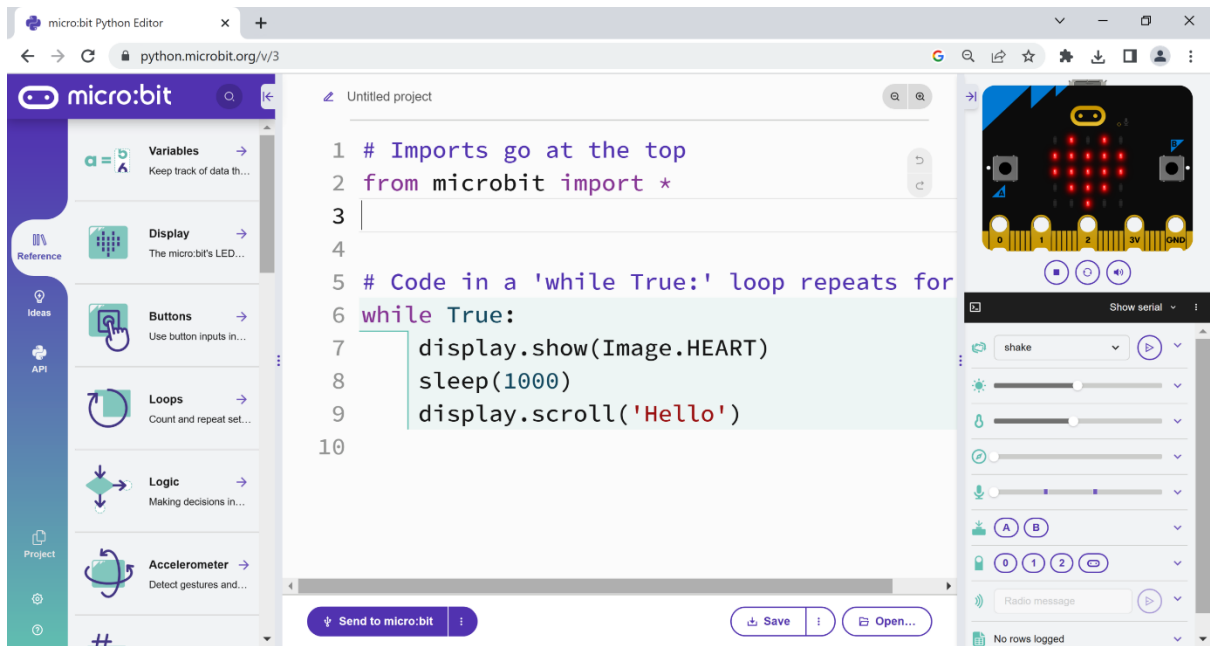 micro:bit Python Editor
python.microbit.org/v/3
micro:bit
Untitled project
Reference
Ideas
API
Project
a = b
Variables
Keep track of data th...
Display
The micro:bit's LED...
Buttons
Use button inputs in...
Loops
Count and repeat set...
Logic
Making decisions in...
Accelerometer
Detect gestures and...
1 # Imports go at the top
2 from microbit import *
3
4
5 # Code in a 'while True:' loop repeats for
6 while True:
7 display.show(Image.HEART)
8 sleep(1000)
9 display.scroll('Hello')
10
Send to micro:bit
Save
Open...
A
B
0 1 2 3V GND
Show serial
shake
A B
0 1 2
Radio message
No rows logged